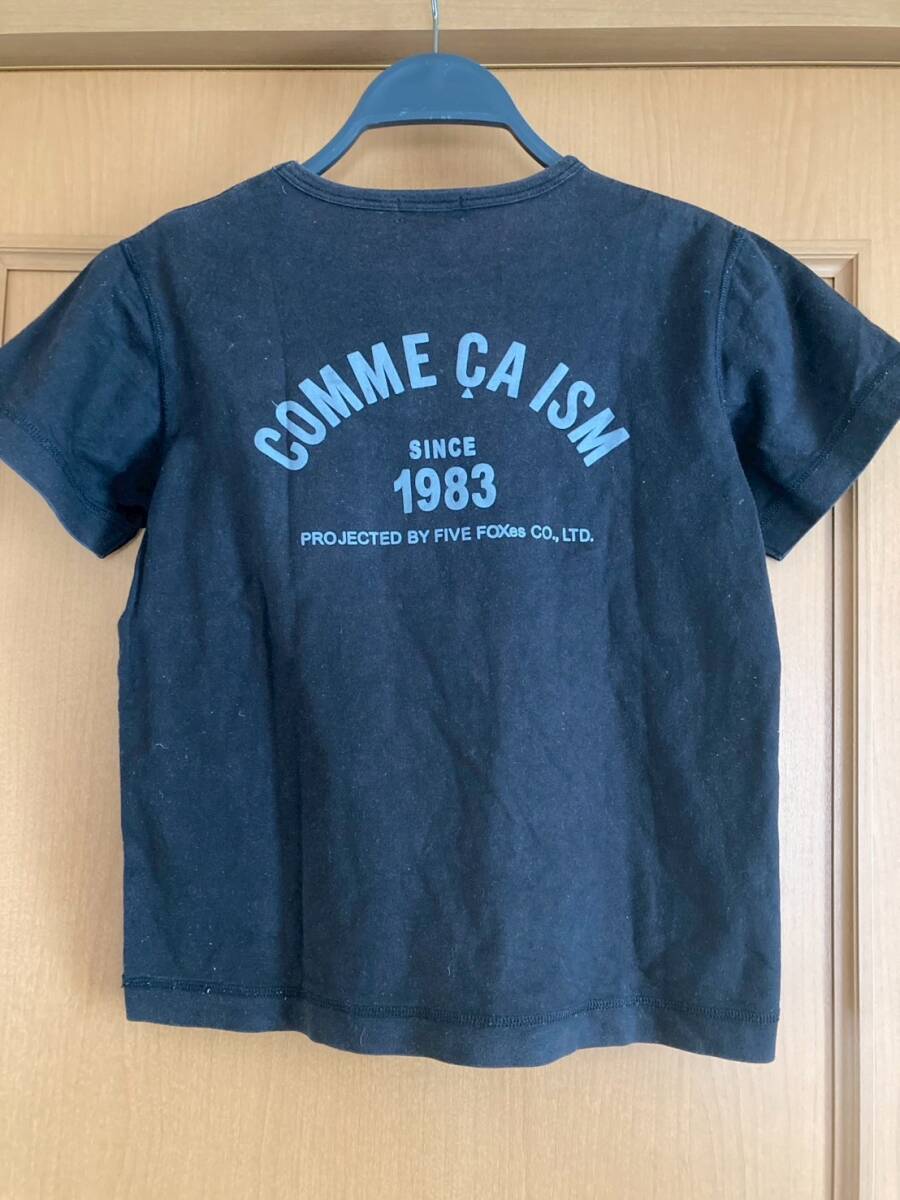 COMME ÇA ISM
SINCE
1983
PROJECTED BY FIVE FOXes CO., LTD.